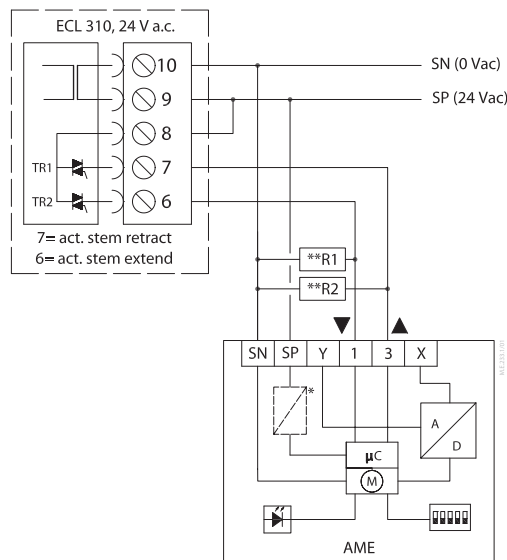 ECL 310, 24 V a.c.
10
SN (0 Vac)
9
SP (24 Vac)
8
TR1
7
TR2
6
7= act. stem retract
6= act. stem extend
**R1
**R2
SN SP Y 1 3 X
*
A
D
µC
M
AME